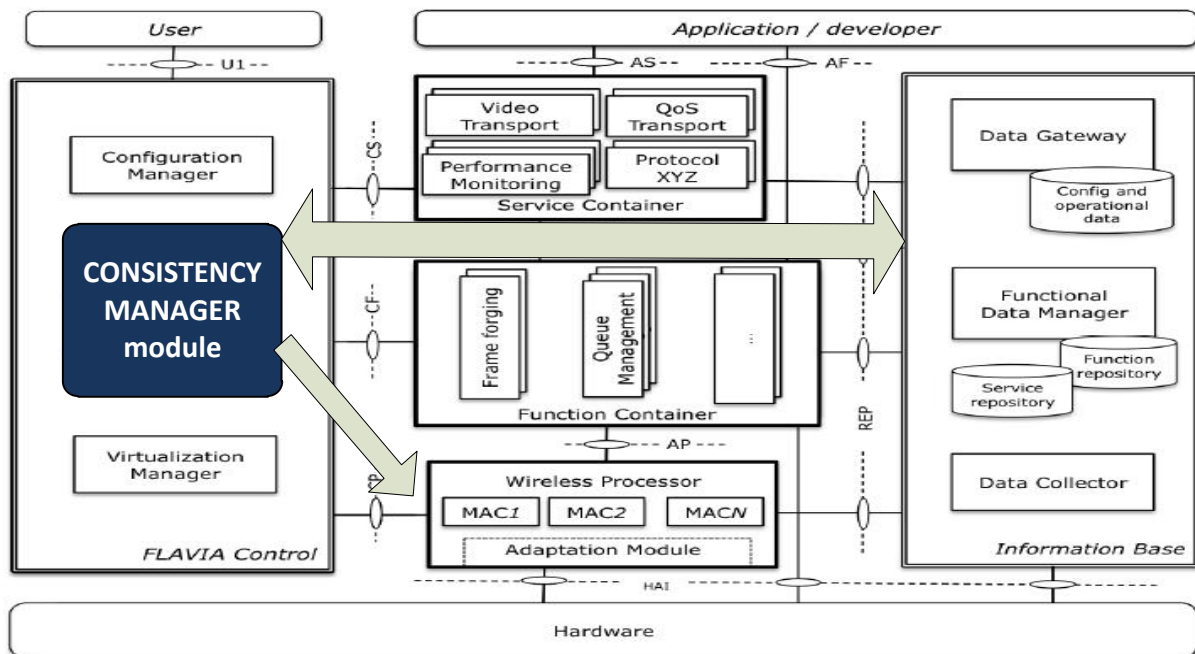 User
Application / developer
U1
AS
AF
Configuration
Manager
CONSISTENCY
MANAGER
module
Virtualization
Manager
FLAVIA Control
CS
CF
CP
Video
Transport
QoS
Transport
Performance
Monitoring
Protocol
XYZ
Service Container
Frame forging
Queue
Management
...
Function Container
AP
Wireless Processor
MAC1
MAC2
MACN
Adaptation Module
HAI
REP
Data Gateway
Config and
operational
data
Functional
Data Manager
Function
repository
Service
repository
Data Collector
Information Base
Hardware